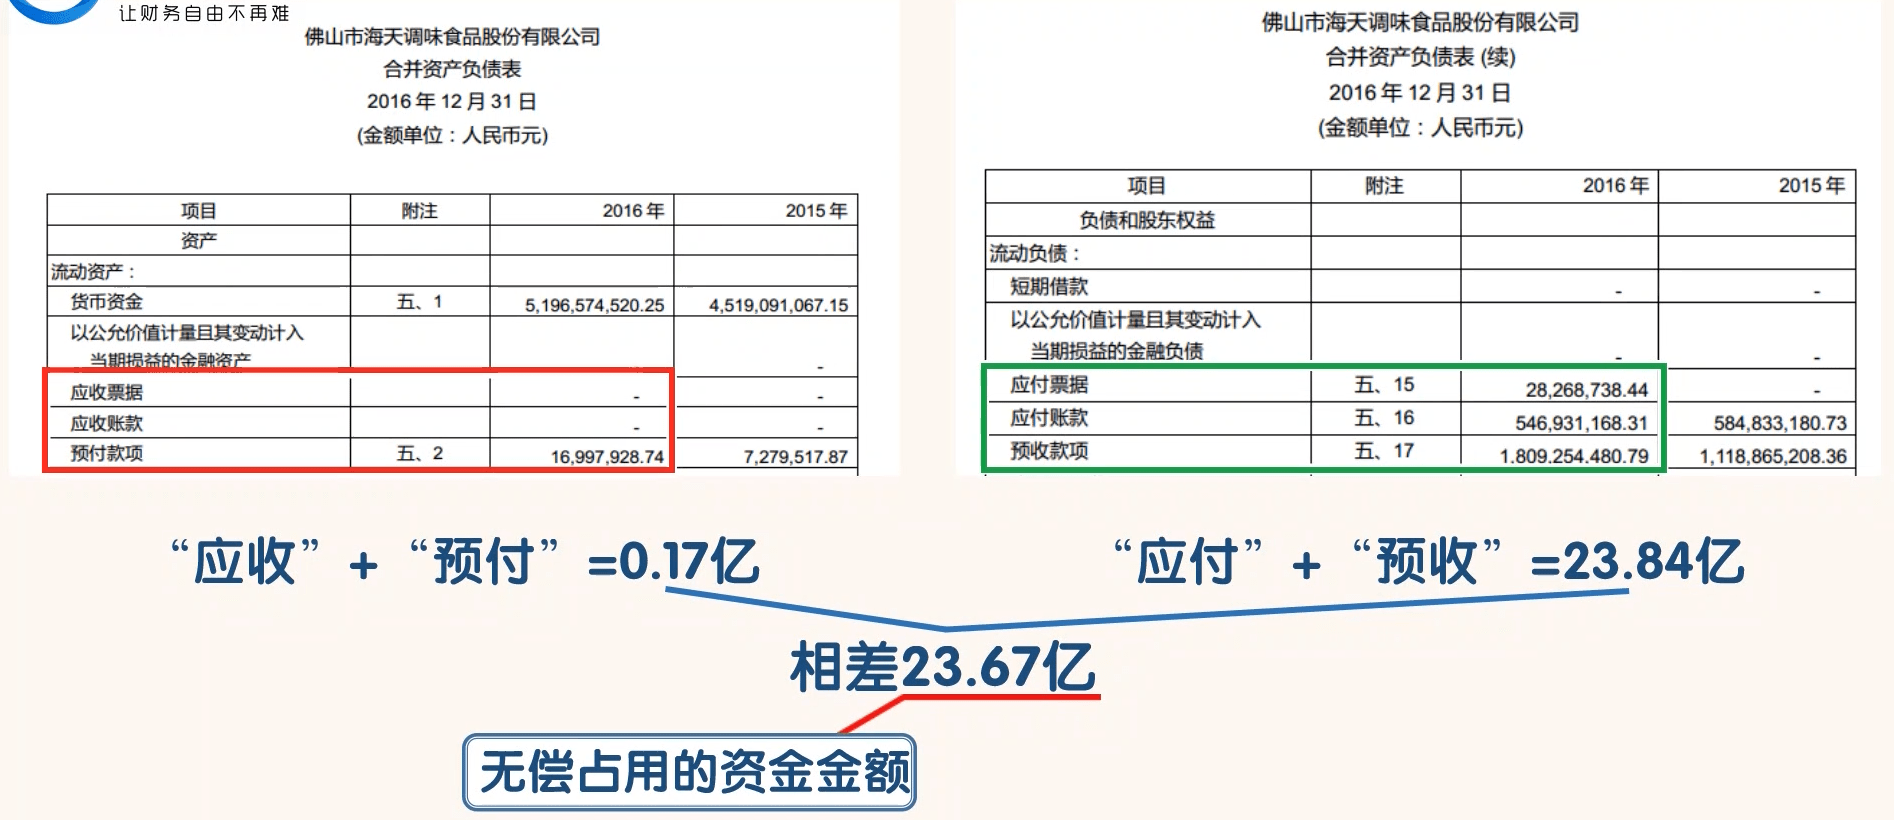 让财务自由不再难
佛山市海天调味食品股份有限公司
合并资产负债表
2016 年 12 月 31 日
(金额单位：人民币元)
项目 附注 2016 年 2015 年
资产
流动资产：
货币资金 五、1 5,196,574,520.25 4,519,091,067.15
以公允价值计量且其变动计入
当期损益的金融资产 - -
应收票据 - -
应收账款 - -
预付款项 五、2 16,997,928.74 7,279,517.87
佛山市海天调味食品股份有限公司
合并资产负债表 (续)
2016 年 12 月 31 日
(金额单位：人民币元)
项目 附注 2016 年 2015 年
负债和股东权益
流动负债：
短期借款 - -
以公允价值计量且其变动计入
当期损益的金融负债 - -
应付票据 五、15 28,268,738.44 -
应付账款 五、16 546,931,168.31 584,833,180.73
预收款项 五、17 1,809,254,480.79 1,118,865,208.36
“应收” + “预付” =0.17亿
“应付” + “预收” =23.84亿
相差23.67亿
无偿占用的资金金额